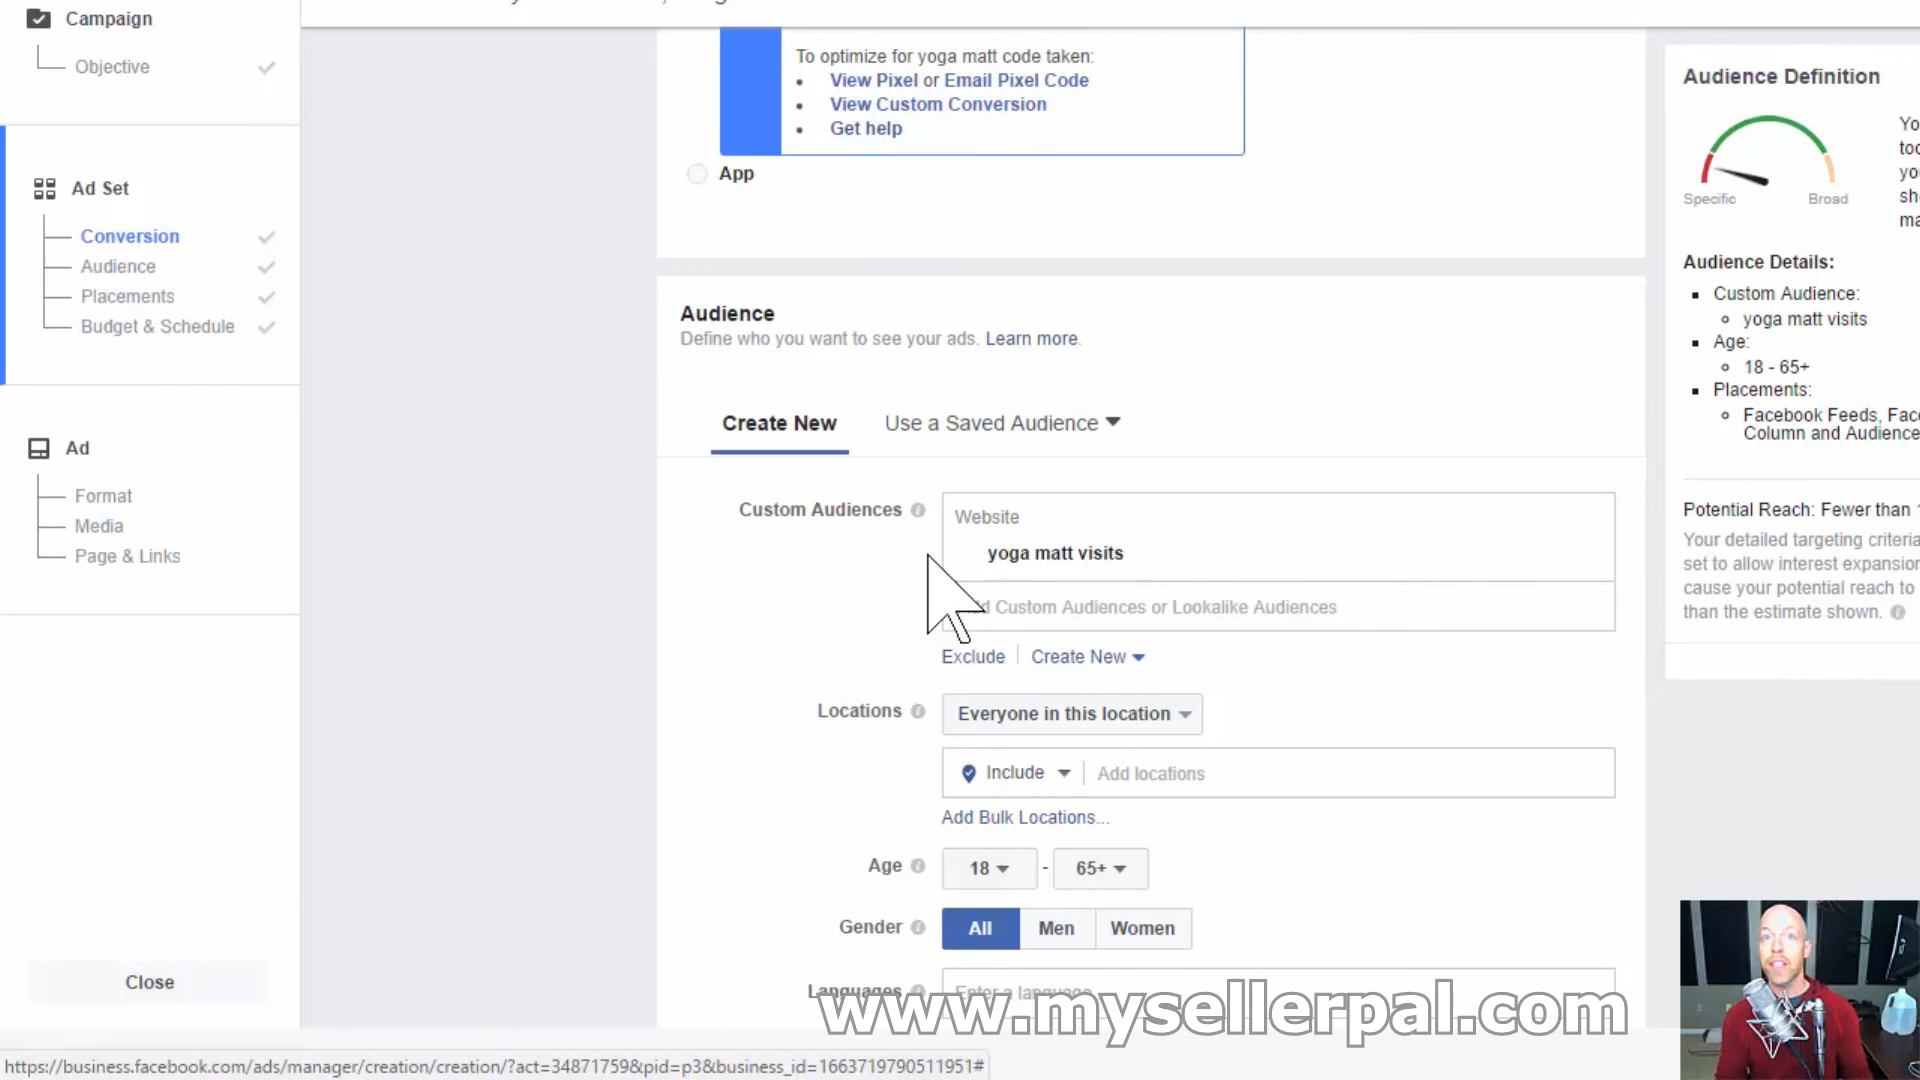 Campaign
Objective
Ad Set
Conversion
Audience
Placements
Budget & Schedule
Ad
Format
Media
Page & Links
Close
To optimize for yoga matt code taken:
View Pixel or Email Pixel Code
View Custom Conversion
Get help
App
Audience
Define who you want to see your ads. Learn more.
Create New
Use a Saved Audience
Custom Audiences
Website
yoga matt visits
Custom Audiences or Lookalike Audiences
Exclude
Create New
Locations
Everyone in this location
Include
Add locations
Add Bulk Locations...
Age
18
-
65+
Gender
All
Men
Women
Languages
Enter a language
www.mysellerpal.com
Audience Definition
Specific
Broad
Audience Details:
Custom Audience:
yoga matt visits
Age:
18 - 65+
Placements:
Facebook Feeds,
Column and Audience
Potential Reach: Fewer than
Your detailed targeting criteria
set to allow interest expansion
cause your potential reach to
than the estimate shown.
https://business.facebook.com/ads/manager/creation/creation/?act=34871759&pid=p3&business_id=1663719790511951#